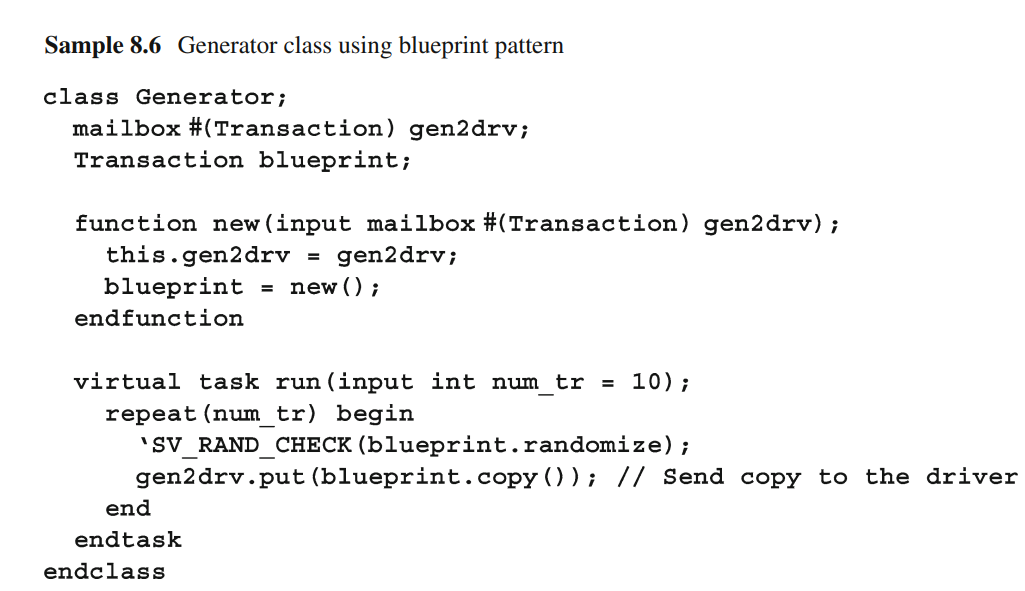 Sample 8.6 Generator class using blueprint pattern
class Generator;
mailbox #(Transaction) gen2drv;
Transaction blueprint;
function new(input mailbox #(Transaction) gen2drv);
this.gen2drv = gen2drv;
blueprint = new();
endfunction
virtual task run(input int num_tr = 10);
repeat(num_tr) begin
‵SV_RAND_CHECK(blueprint.randomize);
gen2drv.put(blueprint.copy()); // Send copy to the driver
end
endtask
endclass